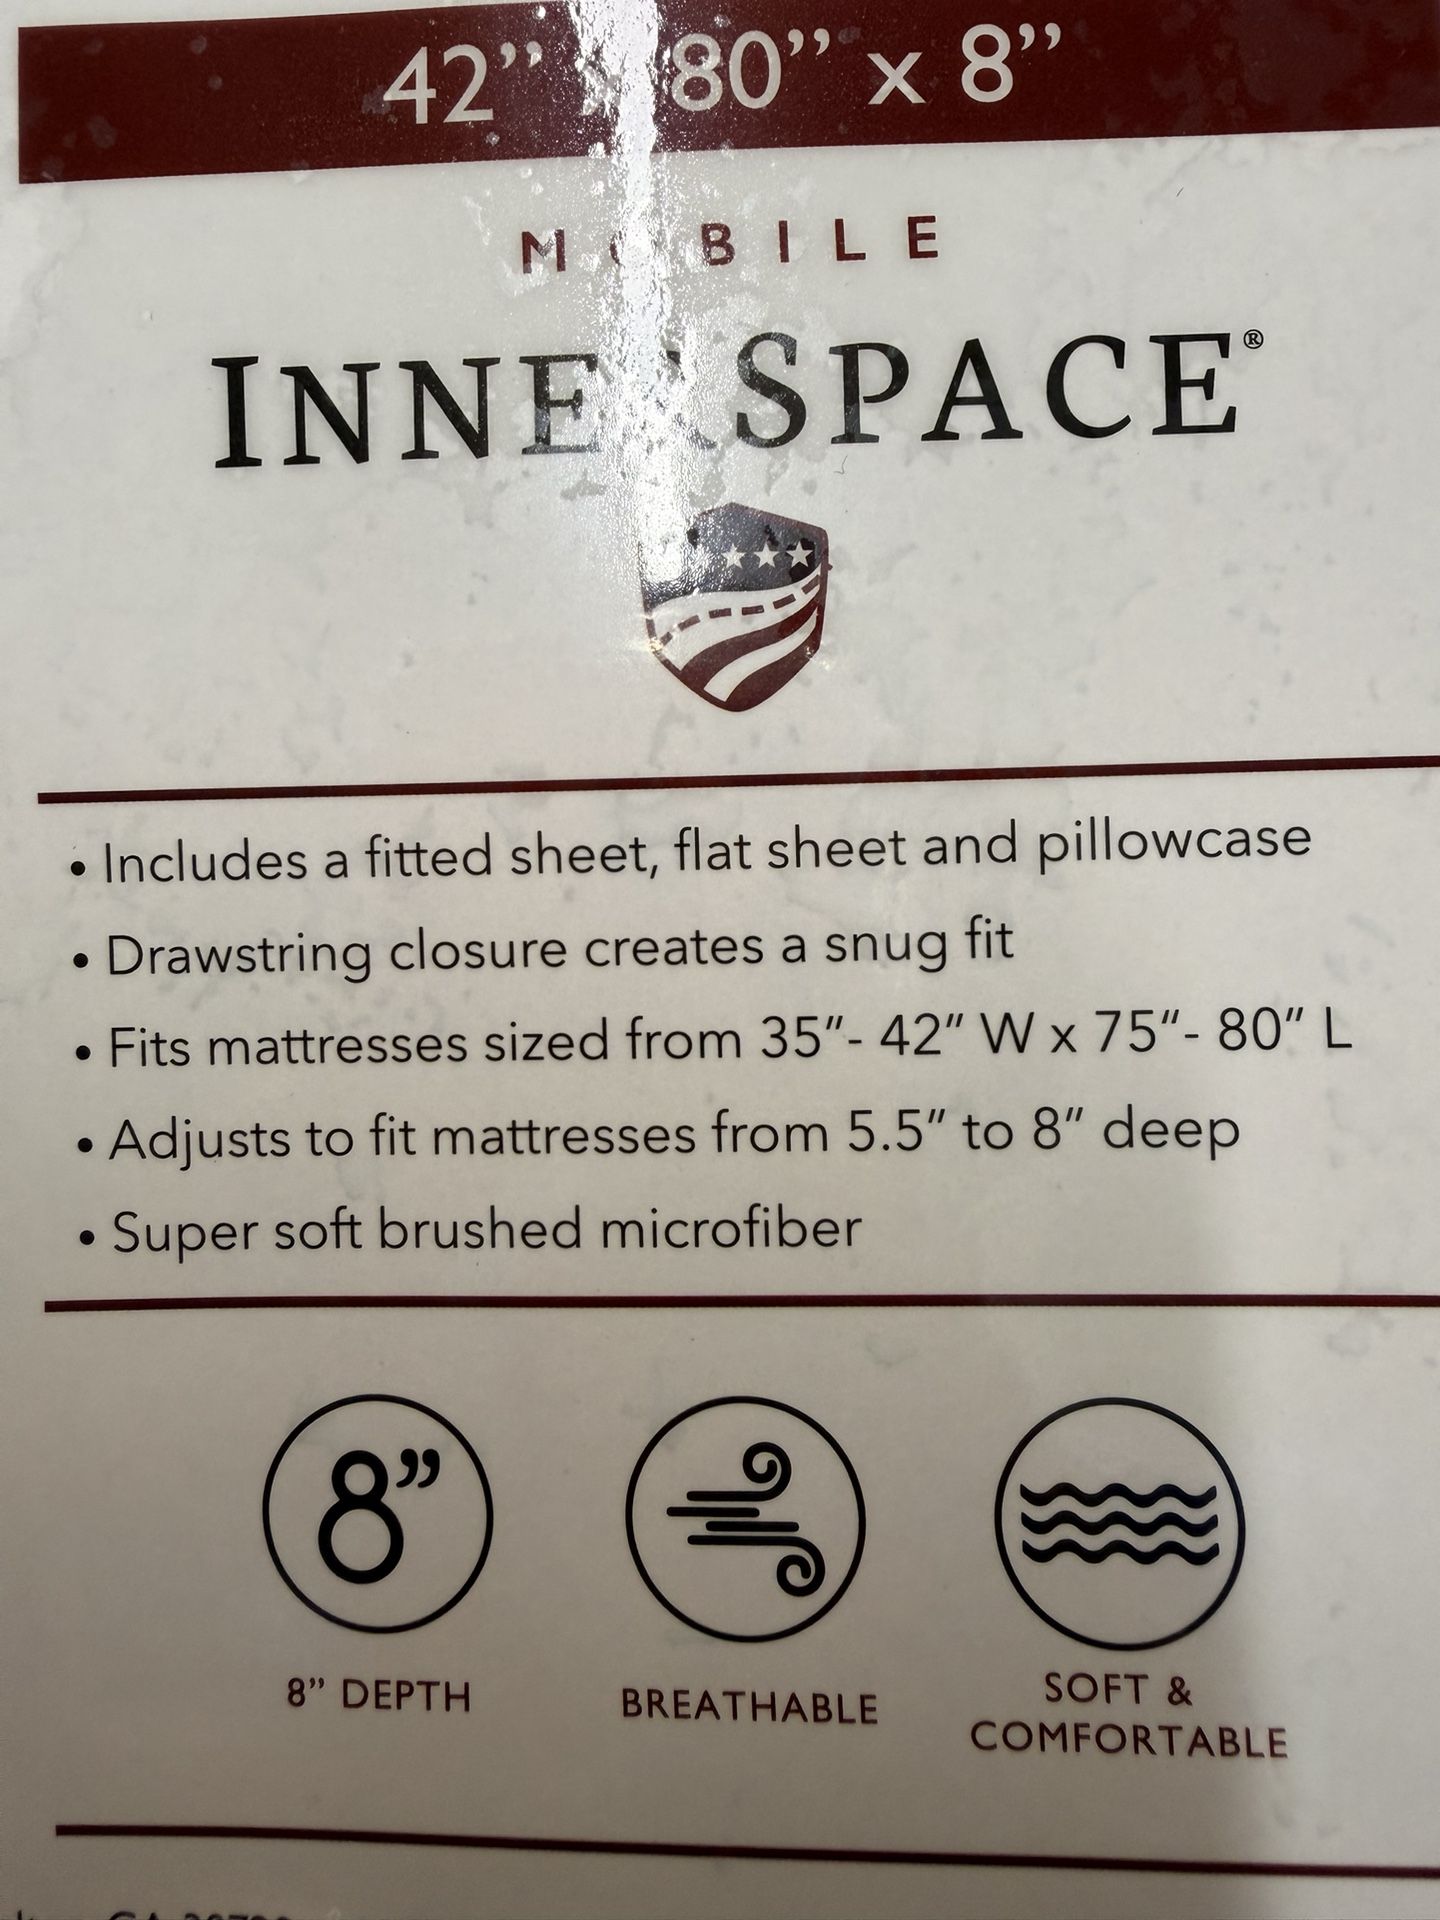 42” x 80” x 8”
MOBILE
INNERSPACE®
• Includes a fitted sheet, flat sheet and pillowcase
• Drawstring closure creates a snug fit
• Fits mattresses sized from 35”- 42” W x 75”- 80” L
• Adjusts to fit mattresses from 5.5” to 8” deep
• Super soft brushed microfiber
8”
8” DEPTH
BREATHABLE
SOFT &
COMFORTABLE
GA